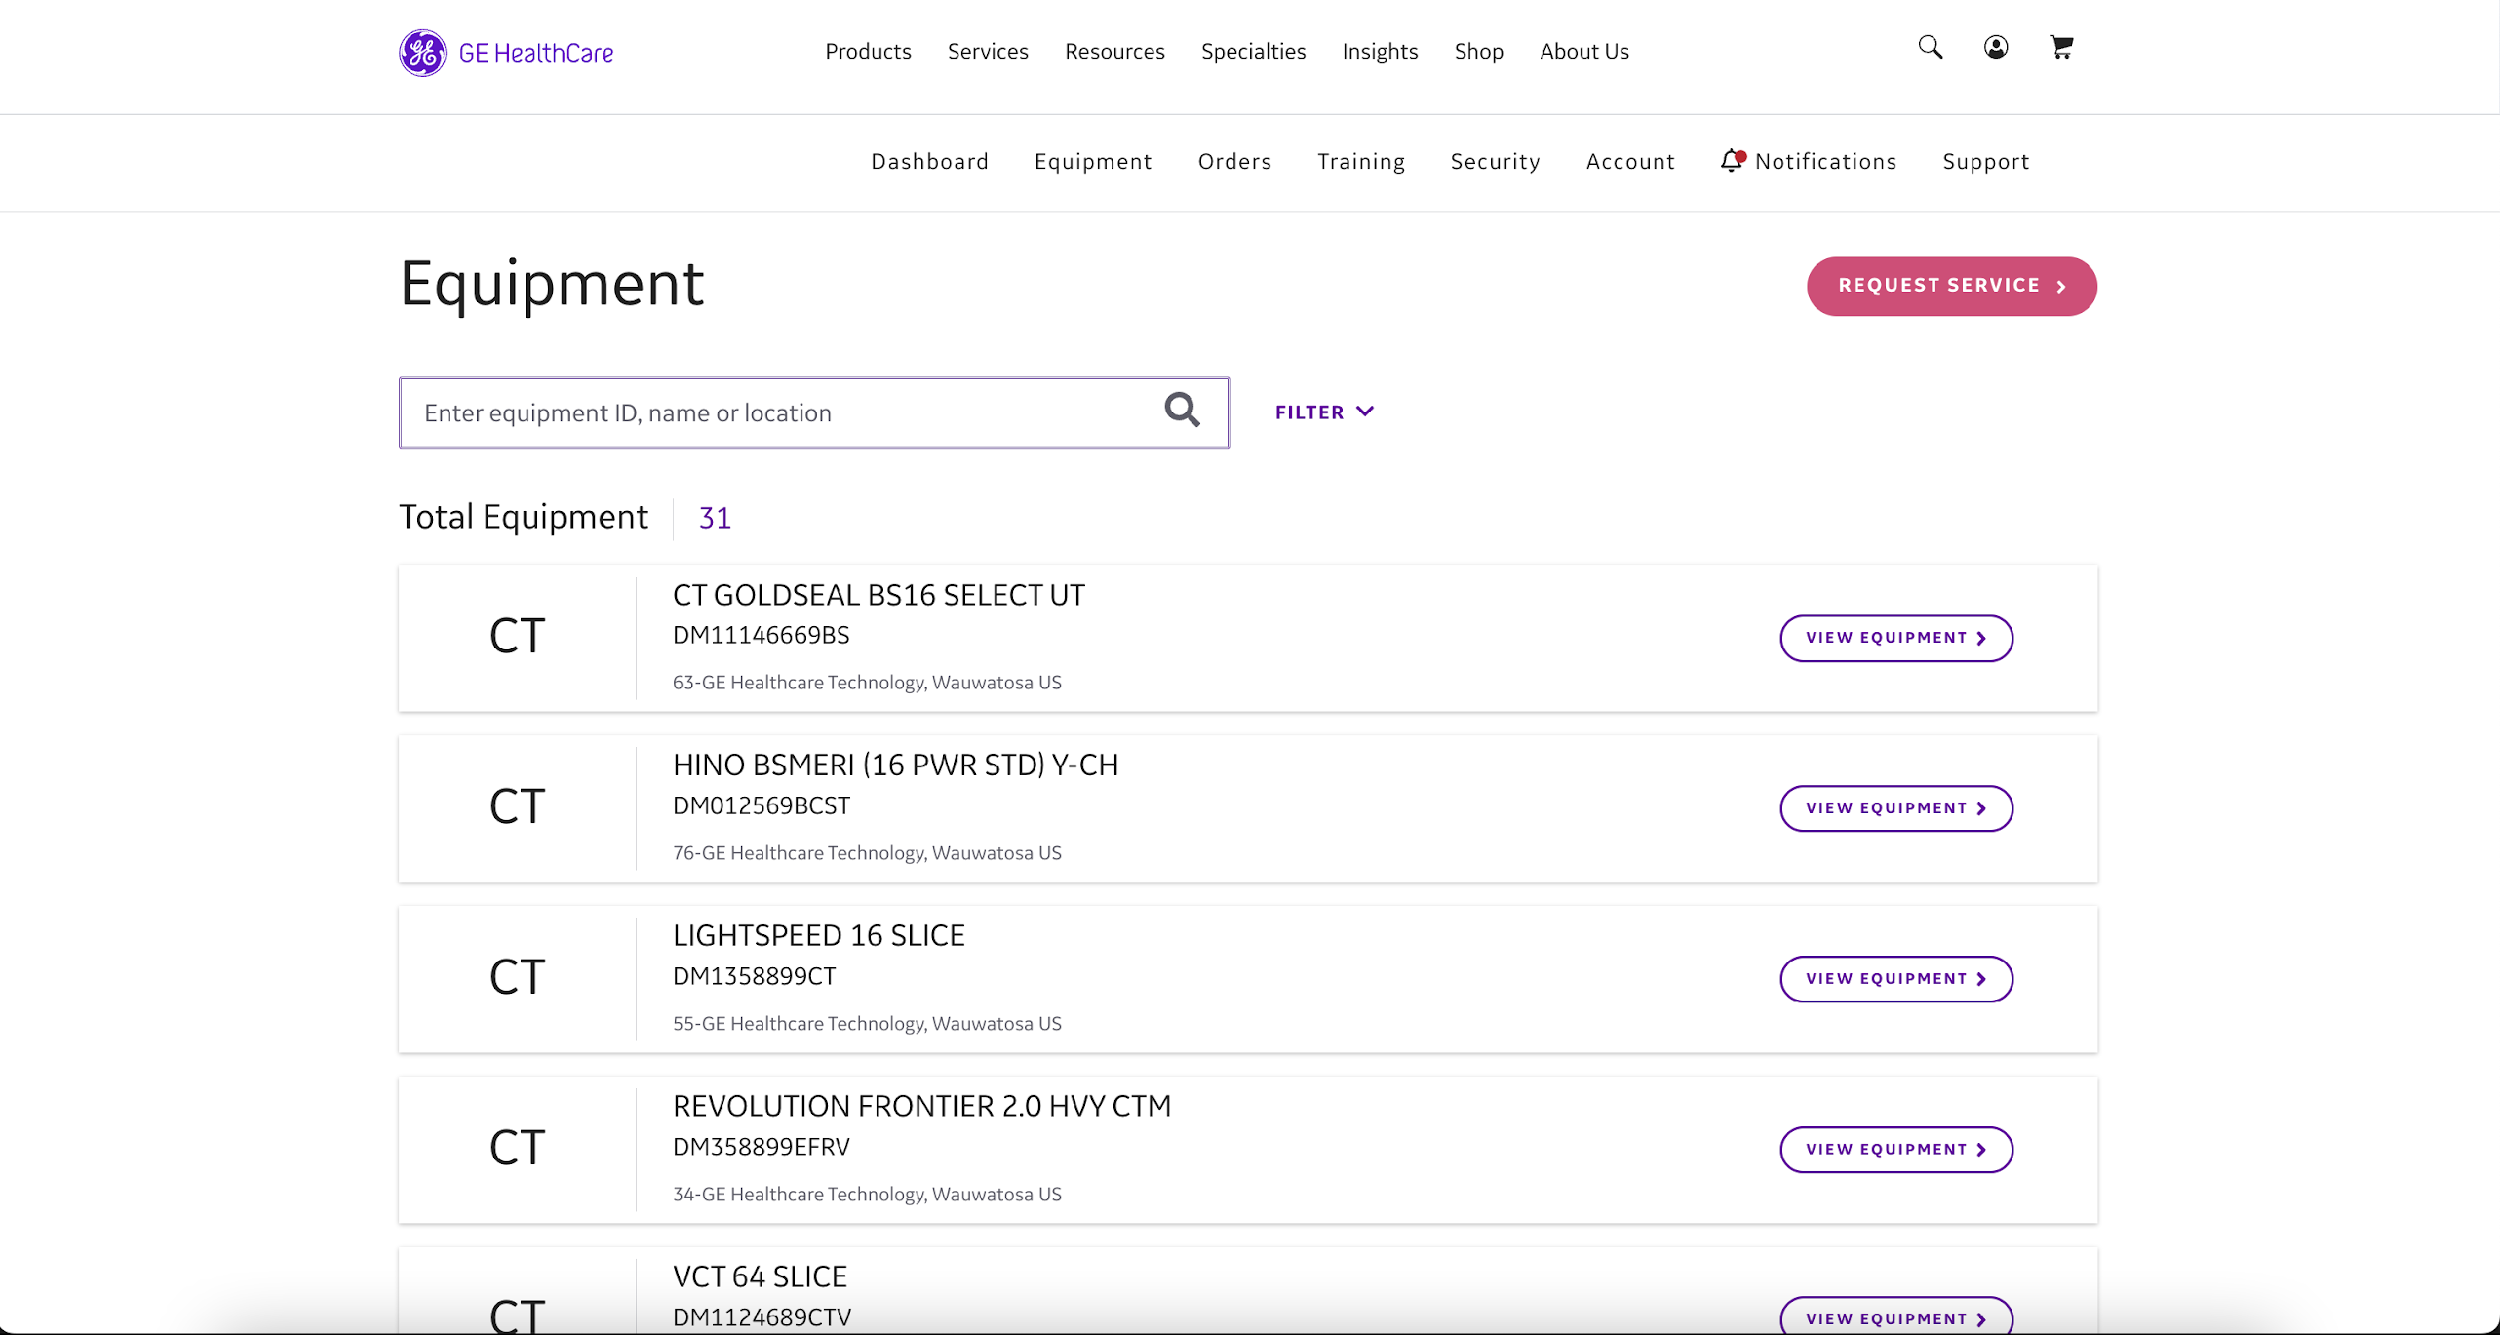 GE HealthCare
Products Services Resources Specialties Insights Shop About Us
Dashboard Equipment Orders Training Security Account Notifications Support
Equipment
REQUEST SERVICE
Enter equipment ID, name or location
FILTER
Total Equipment 31
CT
CT GOLDSEAL BS16 SELECT UT
DM11146669BS
63-GE Healthcare Technology, Wauwatosa US
VIEW EQUIPMENT
CT
HINO BSMERI (16 PWR STD) Y-CH
DM012569BCST
76-GE Healthcare Technology, Wauwatosa US
VIEW EQUIPMENT
CT
LIGHTSPEED 16 SLICE
DM1358899CT
55-GE Healthcare Technology, Wauwatosa US
VIEW EQUIPMENT
CT
REVOLUTION FRONTIER 2.0 HVY CTM
DM358899EFRV
34-GE Healthcare Technology, Wauwatosa US
VIEW EQUIPMENT
CT
VCT 64 SLICE
DM1124689CTV
VIEW EQUIPMENT